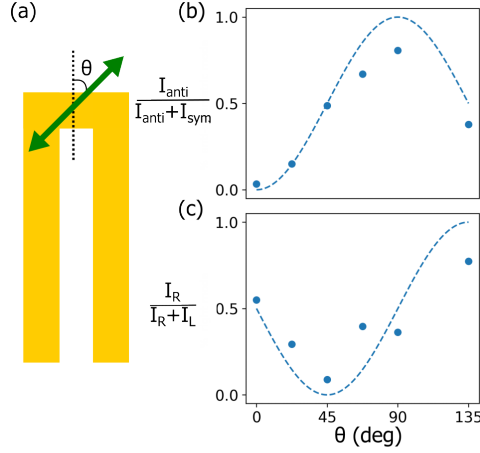 (a)
θ
I_anti
I_anti+I_sym
(b)
1.0
0.5
0.0
I_R
I_R+I_L
(c)
1.0
0.5
0.0
0 45 90 135
θ (deg)